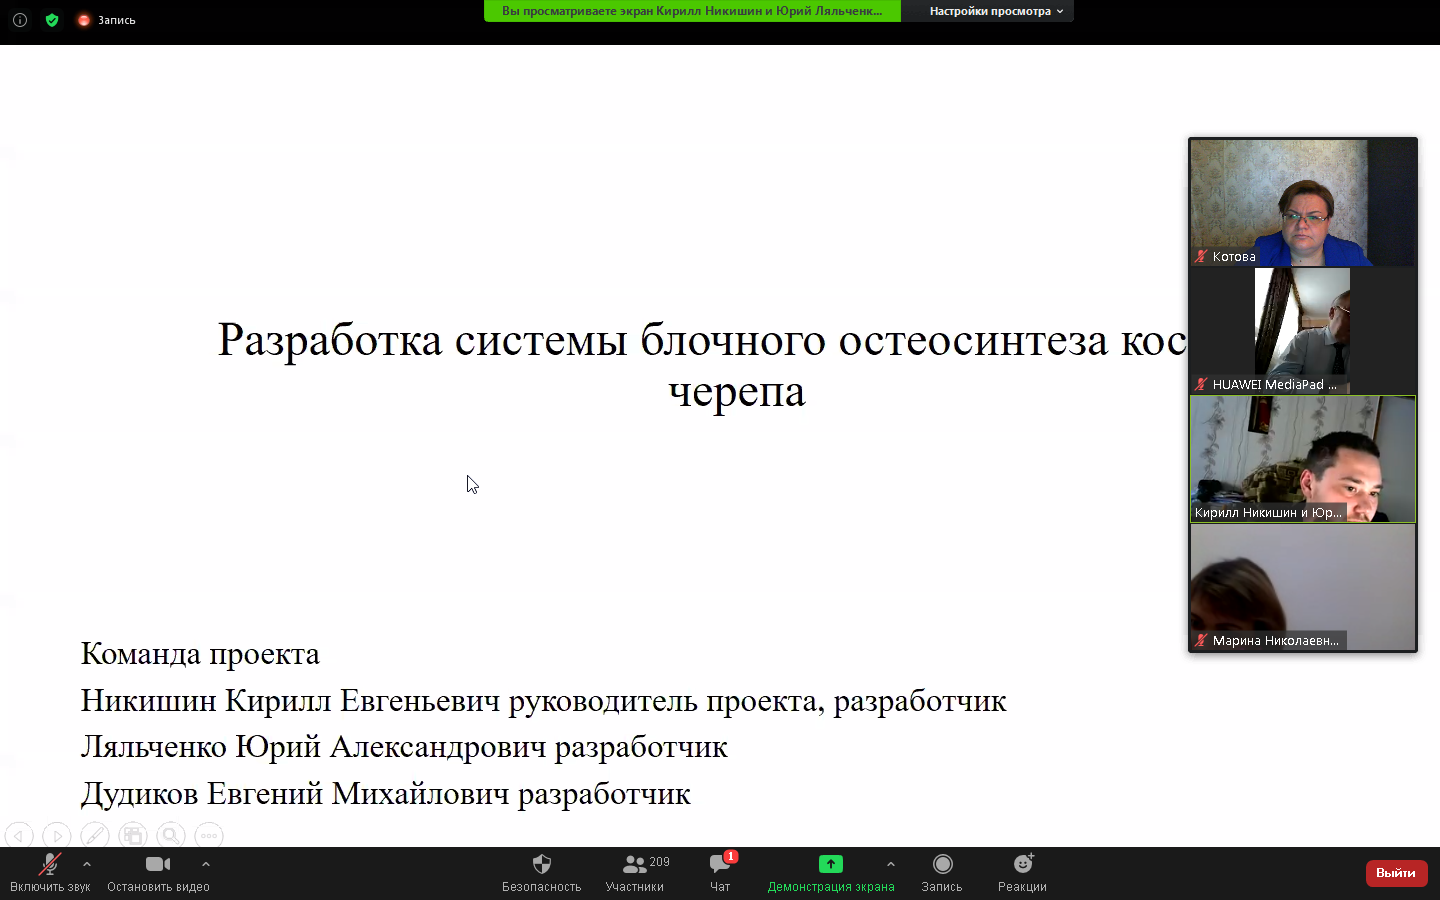 Запись
Вы просматриваете экран Кирилл Никишин и Юрий Ляльченк...
Настройки просмотра
Разработка системы блочного остеосинтеза кос
черепа
Котова
HUAWEI MediaPad ...
Кирилл Никишин и Юр...
Марина Николаевн...
Команда проекта
Никишин Кирилл Евгеньевич руководитель проекта, разработчик
Ляльченко Юрий Александрович разработчик
Дудиков Евгений Михайлович разработчик
209
1
Включить звук
Остановить видео
Безопасность
Участники
Чат
Демонстрация экрана
Запись
Реакции
Выйти